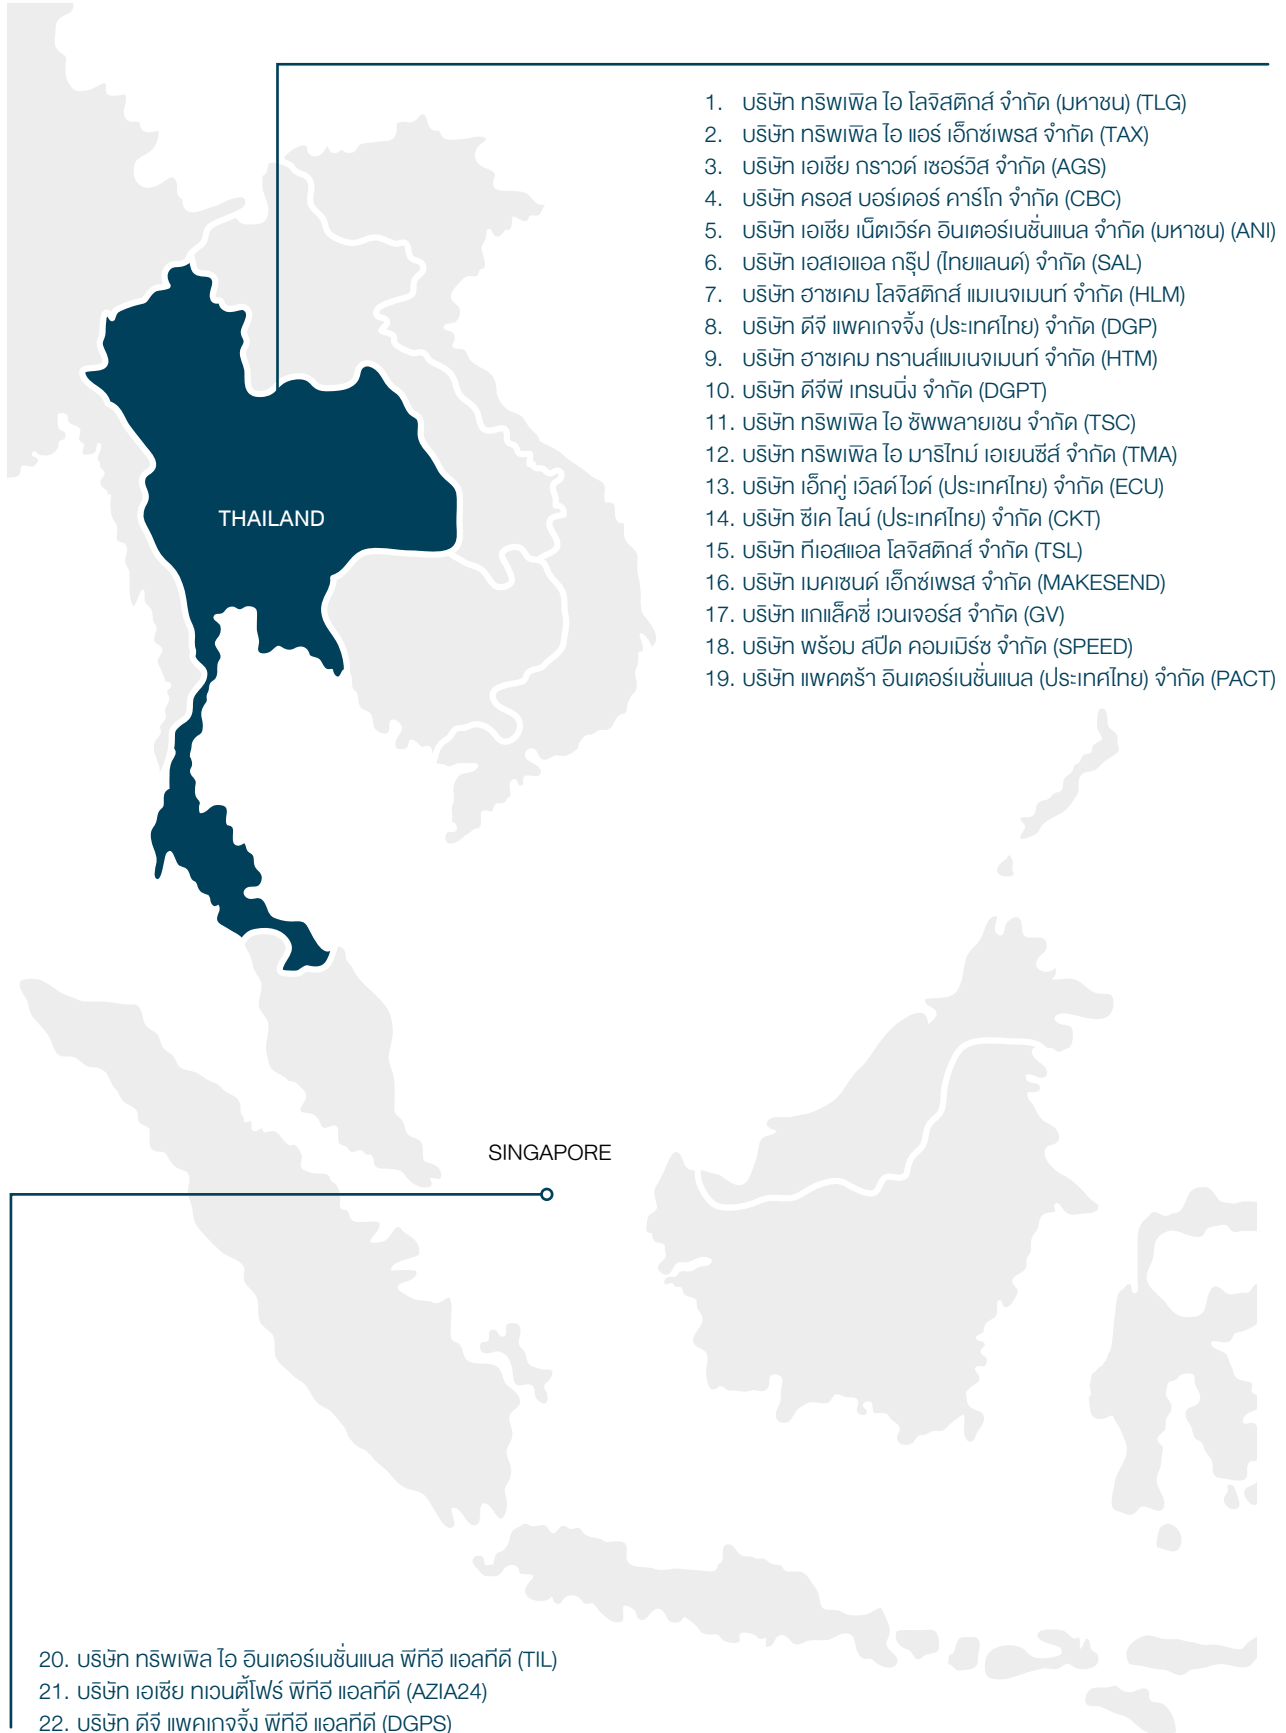 1. บริษัท ทริพเพิล ไอ โลจิสติกส์ จำกัด (มหาชน) (TLG)
2. บริษัท ทริพเพิล ไอ แอร์ เอ็กซ์เพรส จำกัด (TAX)
3. บริษัท เอเชีย กราวด์ เซอร์วิส จำกัด (AGS)
4. บริษัท ครอส บอร์เดอร์ คาร์โก จำกัด (CBC)
5. บริษัท เอเชีย เน็ตเวิร์ค อินเตอร์เนชั่นแนล จำกัด (มหาชน) (ANI)
6. บริษัท เอสเอแอล กรุ๊ป (ไทยแลนด์) จำกัด (SAL)
7. บริษัท ฮาซเคม โลจิสติกส์ แมเนจเมนท์ จำกัด (HLM)
8. บริษัท ดีจี แพคเกจจิ้ง (ประเทศไทย) จำกัด (DGP)
9. บริษัท ฮาซเคม ทรานส์แมเนจเมนท์ จำกัด (HTM)
10. บริษัท ดีจีพี เทรนนิ่ง จำกัด (DGPT)
11. บริษัท ทริพเพิล ไอ ซัพพลายเชน จำกัด (TSC)
12. บริษัท ทริพเพิล ไอ มาริไทม์ เอเยนซีส์ จำกัด (TMA)
13. บริษัท เอ็กคู่ เวิลด์ไวด์ (ประเทศไทย) จำกัด (ECU)
14. บริษัท ซีเค ไลน์ (ประเทศไทย) จำกัด (CKT)
15. บริษัท ทีเอสแอล โลจิสติกส์ จำกัด (TSL)
16. บริษัท เมคเซนด์ เอ็กซ์เพรส จำกัด (MAKESEND)
17. บริษัท แกแล็คซี่ เวนเจอร์ส จำกัด (GV)
18. บริษัท พร้อม สปีด คอมเมิร์ซ จำกัด (SPEED)
19. บริษัท แพคตร้า อินเตอร์เนชั่นแนล (ประเทศไทย) จำกัด (PACT)
THAILAND
SINGAPORE
20. บริษัท ทริพเพิล ไอ อินเตอร์เนชั่นแนล พีทีอี แอลทีดี (TIL)
21. บริษัท เอเซีย ทเวนตี้โฟร์ พีทีอี แอลทีดี (AZIA24)
22. บริษัท ดีจี แพคเกจจิ้ง พีทีอี แอลทีดี (DGPS)